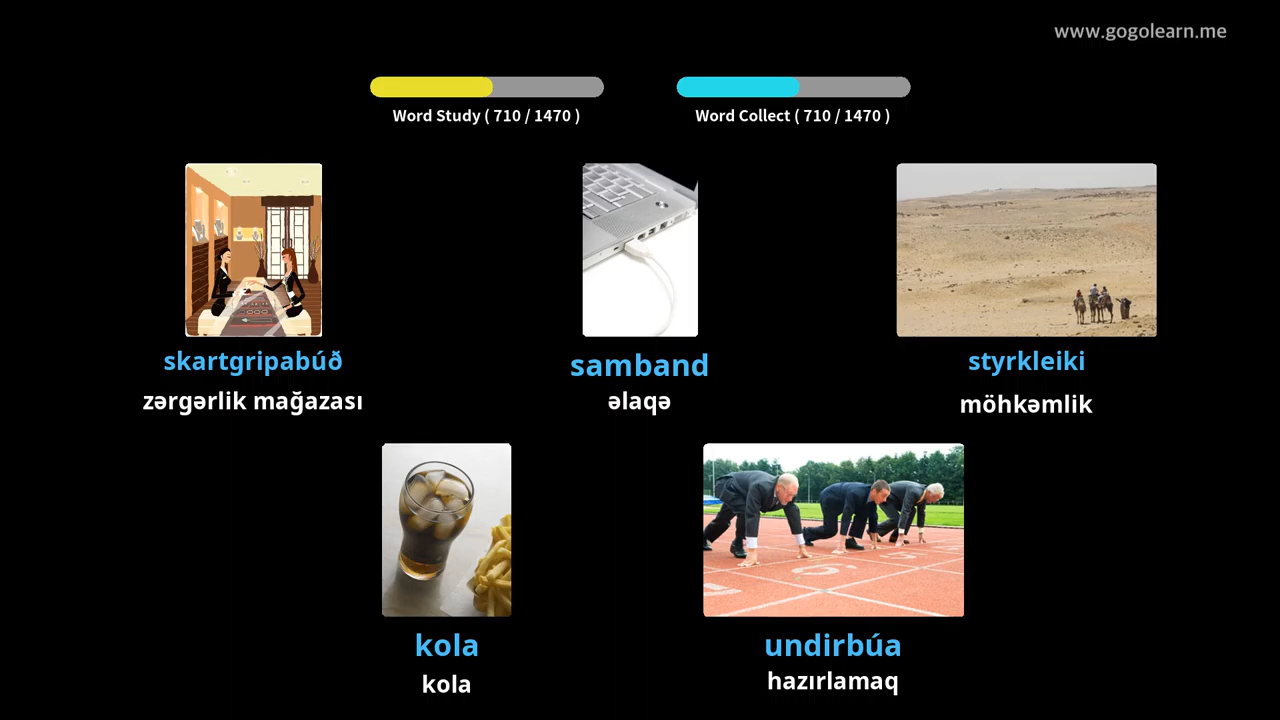 www.gogolearn.me
Word Study ( 710 / 1470 )
Word Collect ( 710 / 1470 )
skartgripabúð
zərgərlik mağazası
samband
əlaqə
styrkleiki
möhkəmlik
kola
kola
undirbúa
hazırlamaq